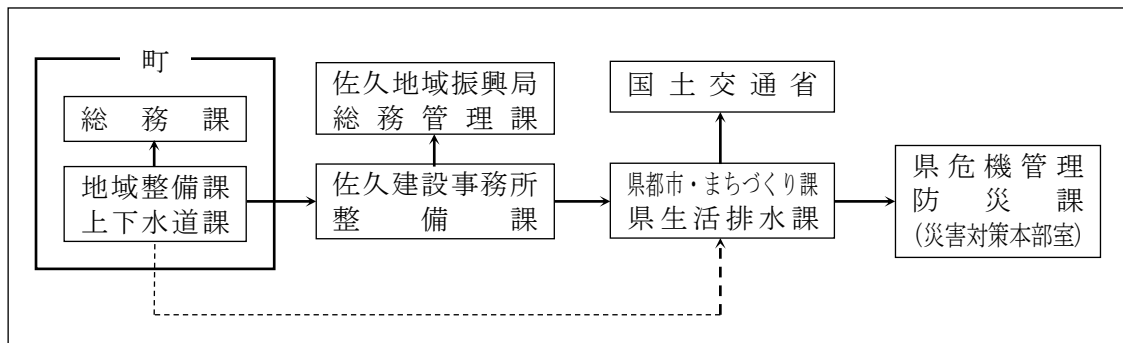 町
総務課
地域整備課
上下水道課
佐久地域振興局
総務管理課
佐久建設事務所
整備課
国土交通省
県都市・まちづくり課
県生活排水課
県危機管理
防災課
(災害対策本部室)